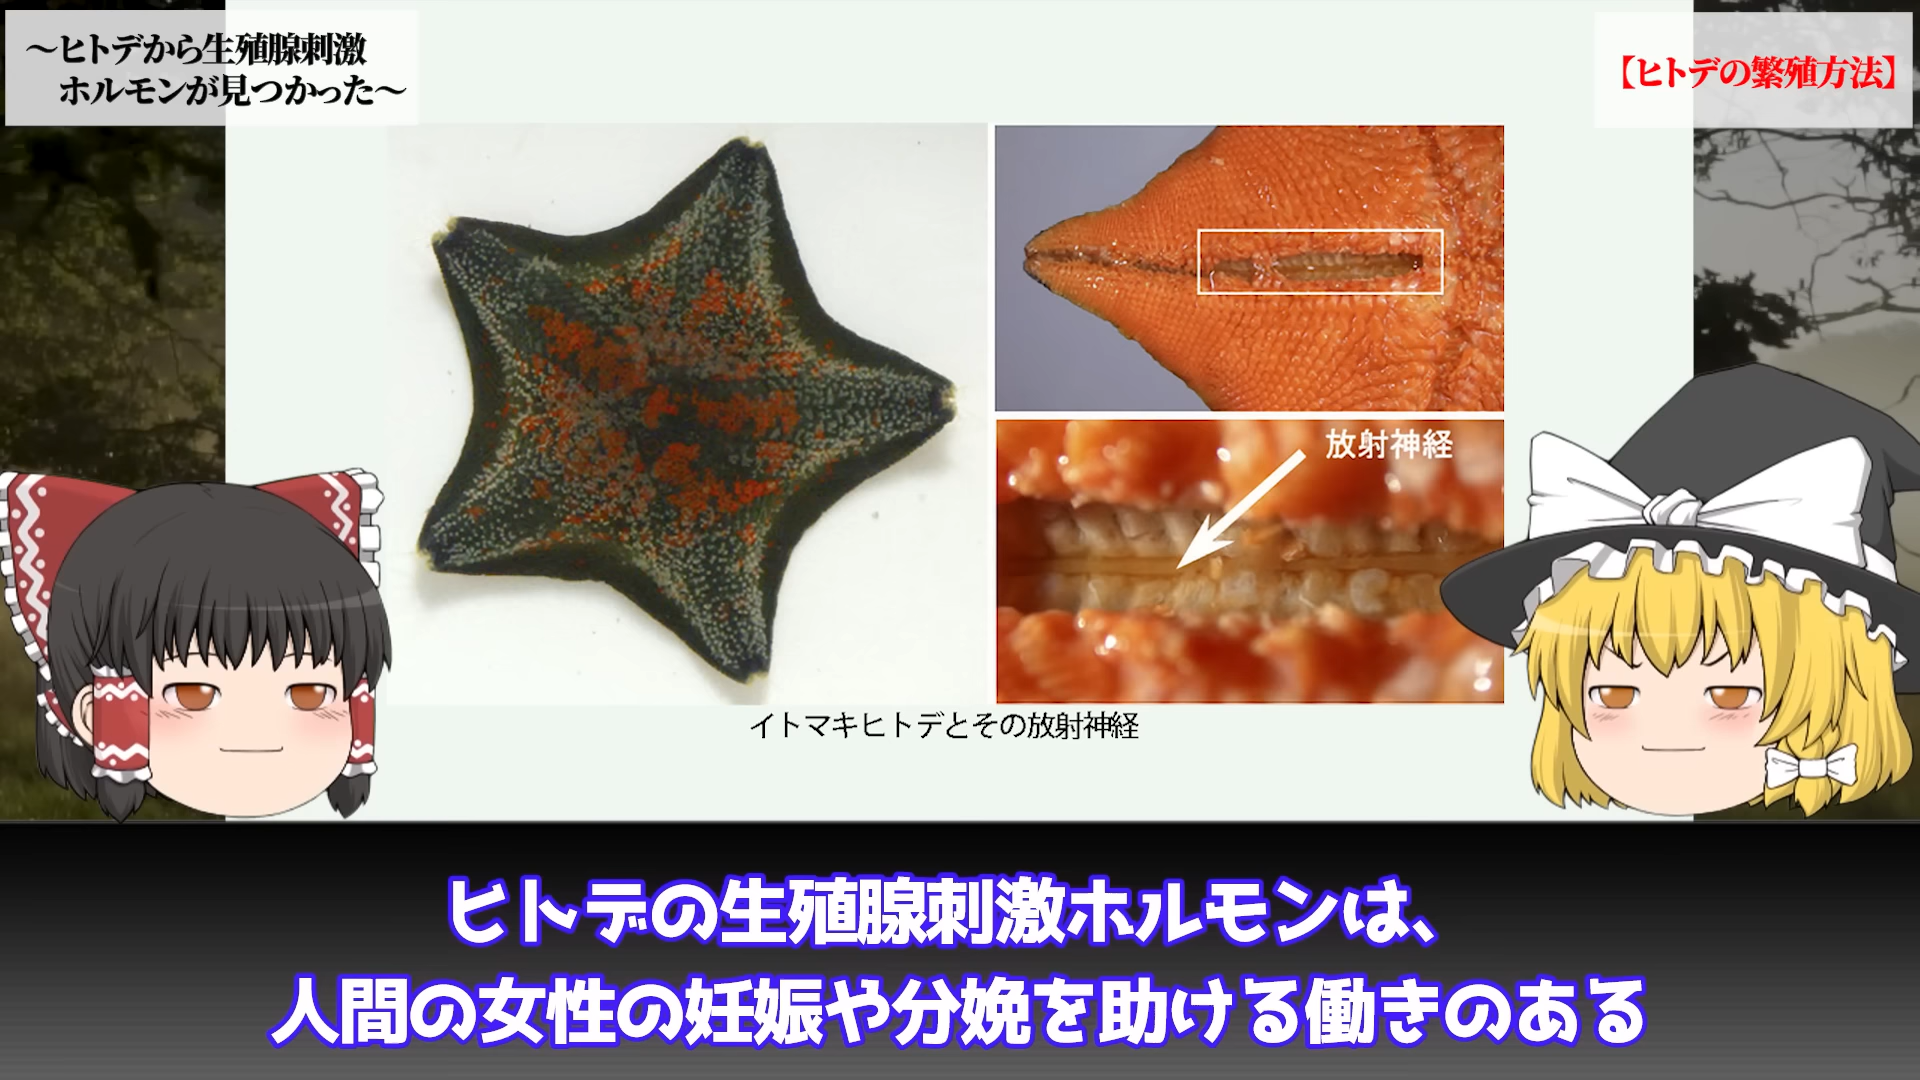 ～ヒトデから生殖腺刺激
ホルモンが見つかった～
【ヒトデの繁殖方法】
放射神経
イトマキヒトデとその放射神経
ヒトデの生殖腺刺激ホルモンは、
人間の女性の妊娠や分娩を助ける働きのある